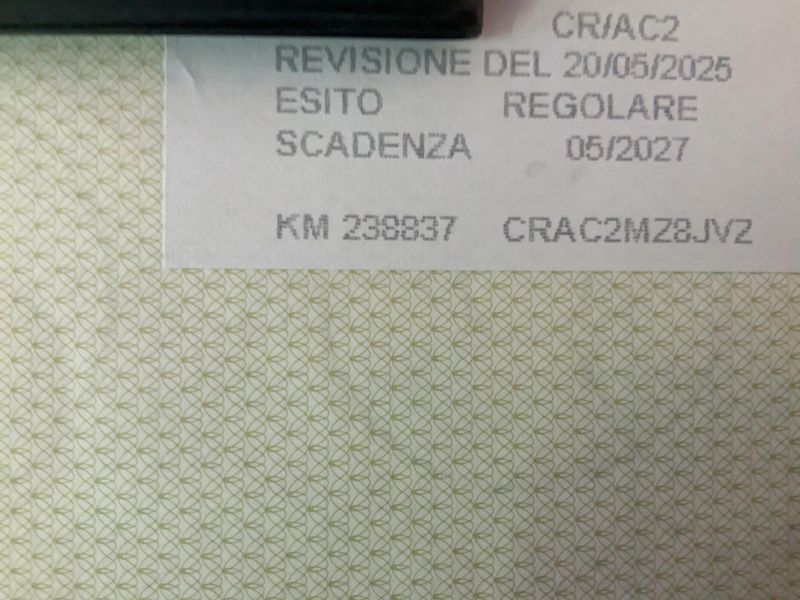 CR/AC2
REVISIONE DEL 20/05/2025
ESITO REGOLARE
SCADENZA 05/2027
KM 238837 CRAC2MZ8JVZ